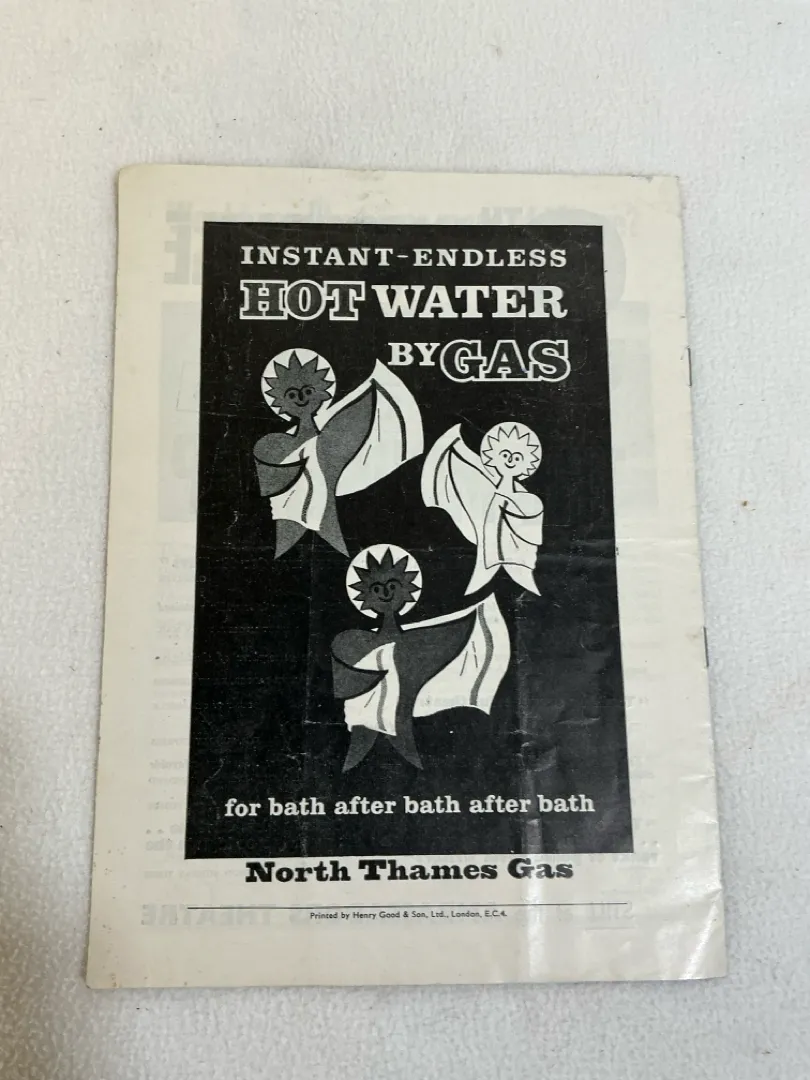 INSTANT-ENDLESS
HOT WATER
BY GAS
for bath after bath after bath
North Thames Gas
Printed by Henry Good & Son, Ltd., London, E.C.4.
THEATRE